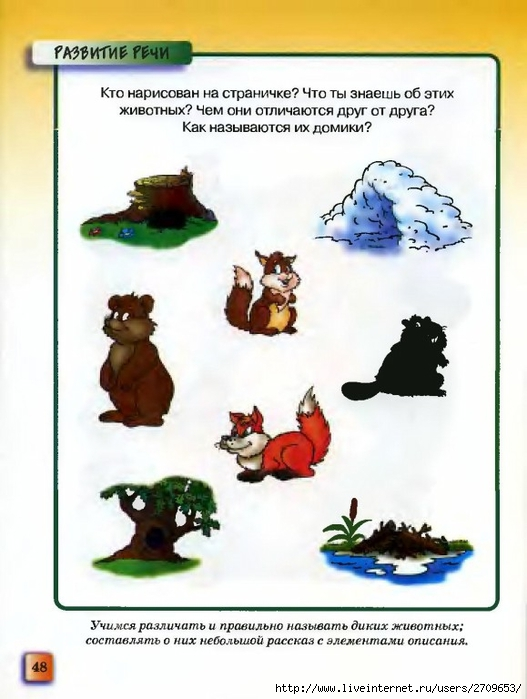 РАЗВИТИЕ РЕЧИ
Кто нарисован на страничке? Что ты знаешь об этих
животных? Чем они отличаются друг от друга?
Как называются их домики?
Учимся различать и правильно называть диких животных;
составлять о них небольшой рассказ с элементами описания.
48
http://www.liveinternet.ru/users/2709653/